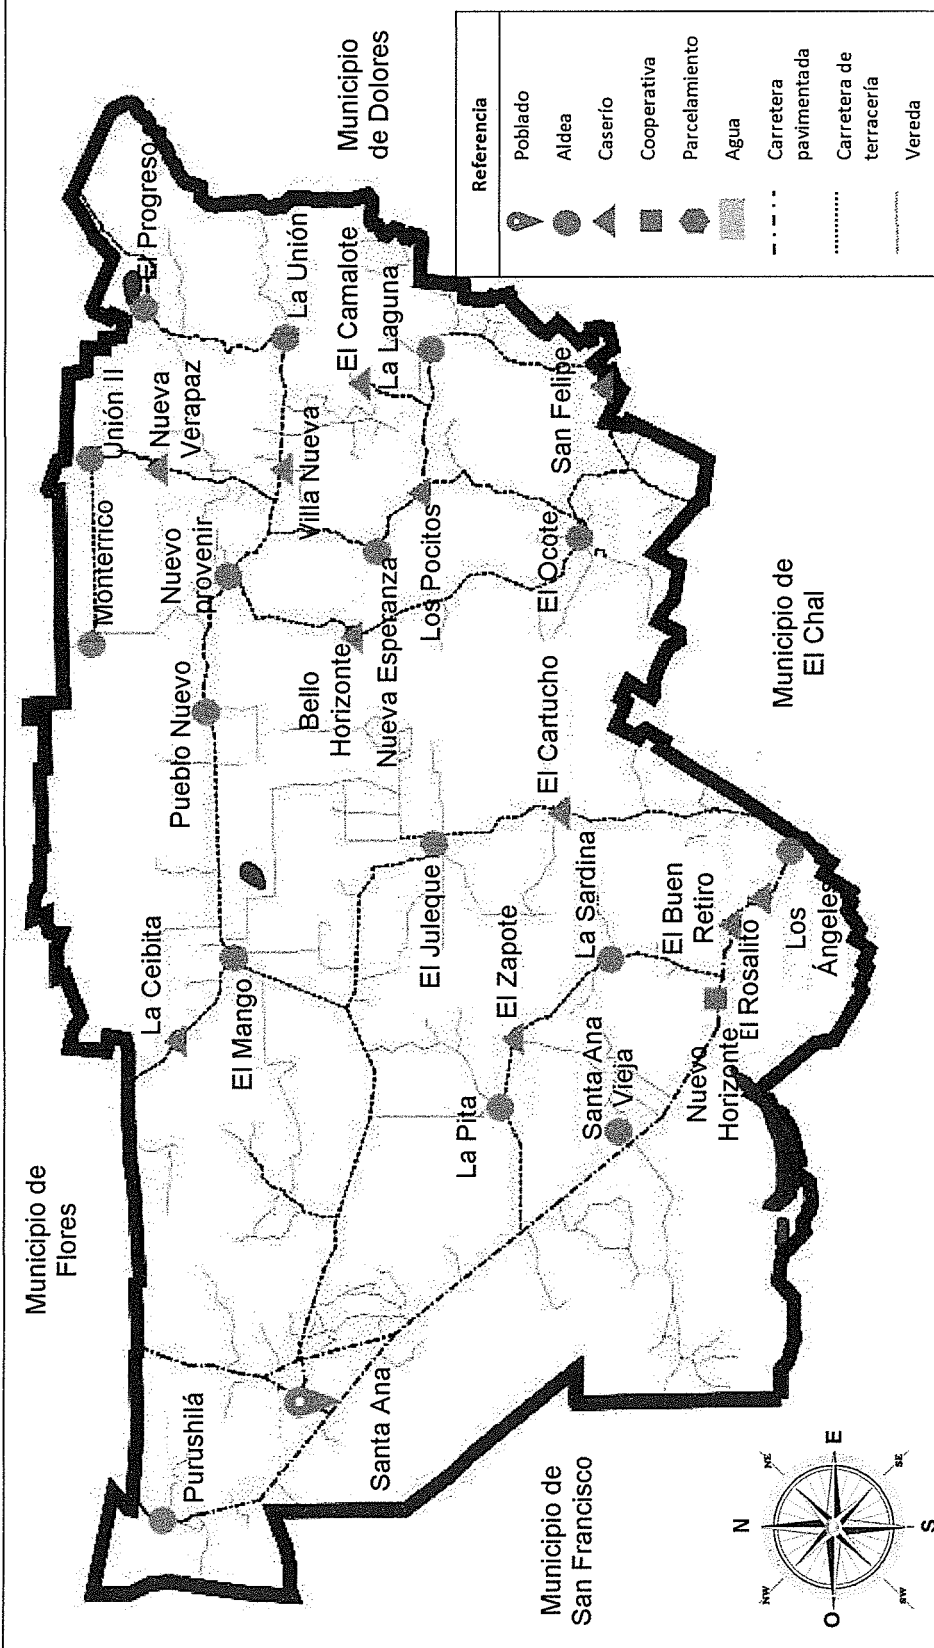 Municipio de
Flores
Municipio
de Dolores
Municipio de
San Francisco
Municipio de
El Chal
Purushilá
Santa Ana
La Ceibita
El Mango
Pueblo Nuevo
Monterrico
Unión II
Nuevo
provenir
Nueva
Verapaz
El Progreso
La Unión
Villa Nueva
El Camalote
La Laguna
Bello
Horizonte
Nueva Esperanza
Los Pocitos
San Felipe
El Ocote
El Juleque
El Cartucho
La Pita
El Zapote
La Sardina
Santa Ana
Vieja
El Buen
Retiro
Nuevo
Horizonte
El Rosalito
Los
Ángeles
Referencia
Poblado
Aldea
Caserío
Cooperativa
Parcelamiento
Agua
Carretera
pavimentada
Carretera de
terracería
Vereda
N
NW
NE
O
E
SW
SE
S